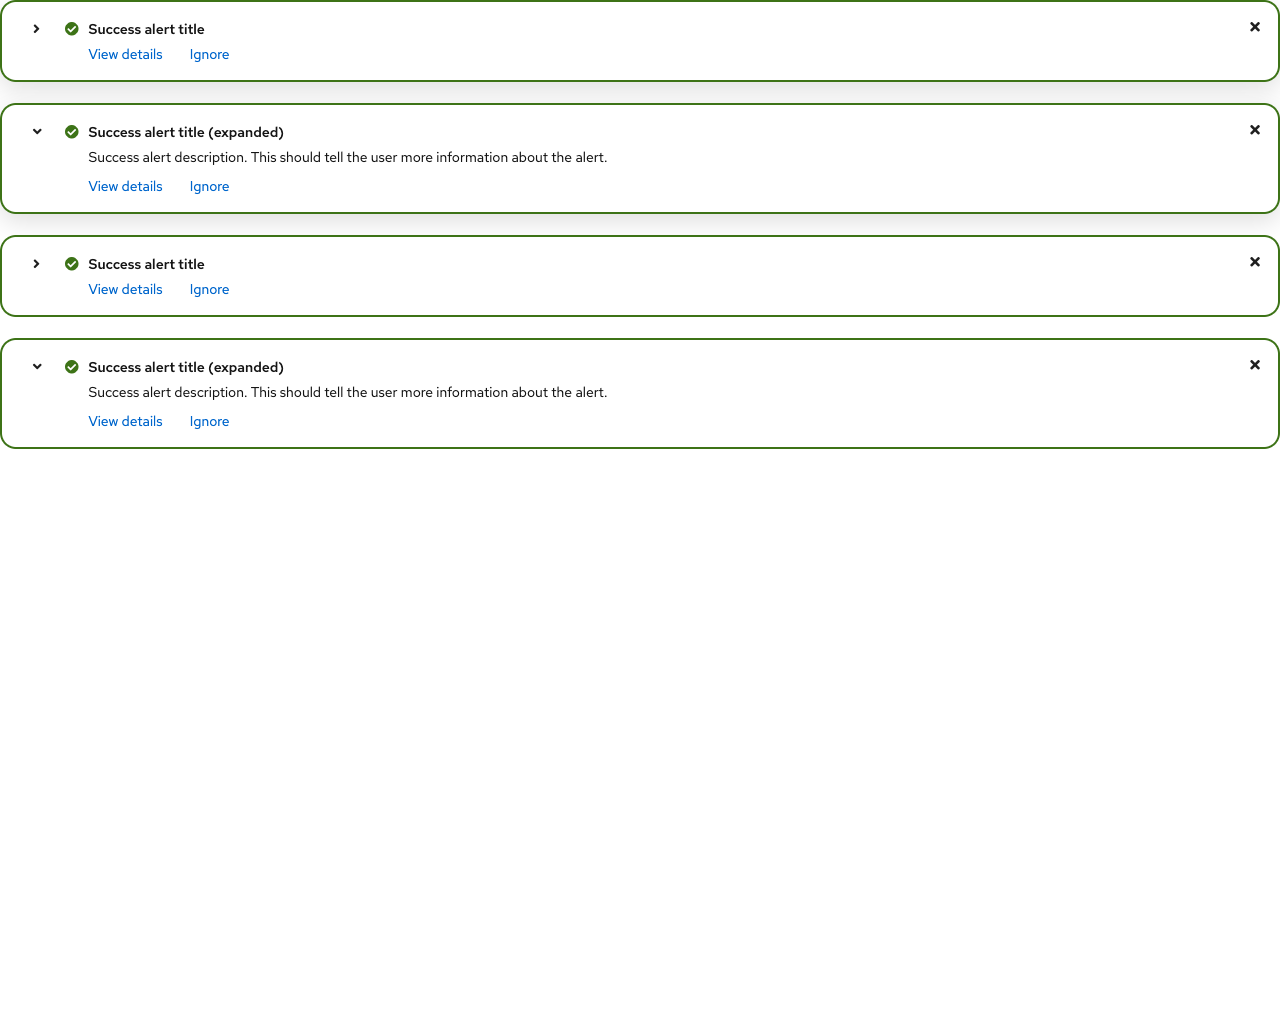 Success alert title
View details Ignore
Success alert title (expanded)
Success alert description. This should tell the user more information about the alert.
View details Ignore
Success alert title
View details Ignore
Success alert title (expanded)
Success alert description. This should tell the user more information about the alert.
View details Ignore